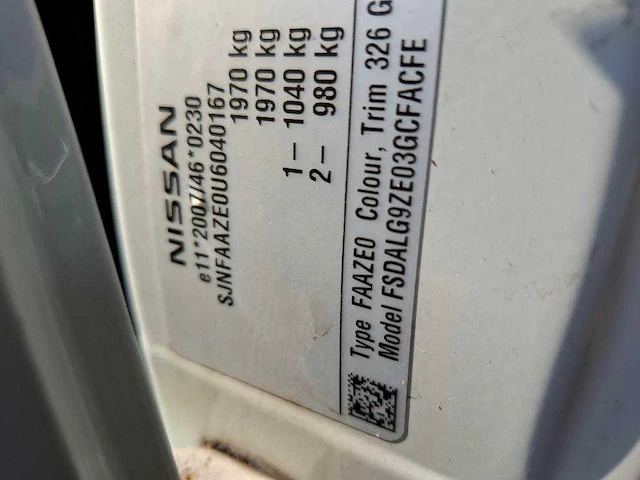 NISSAN
e11*2007/46*0230
SJNFAAZE0U6040167
1970 kg
1970 kg
1– 1040 kg
2– 980 kg
Type FAAZE0 Colour, Trim 326 G
Model FSDALG9ZE03GCFACFE